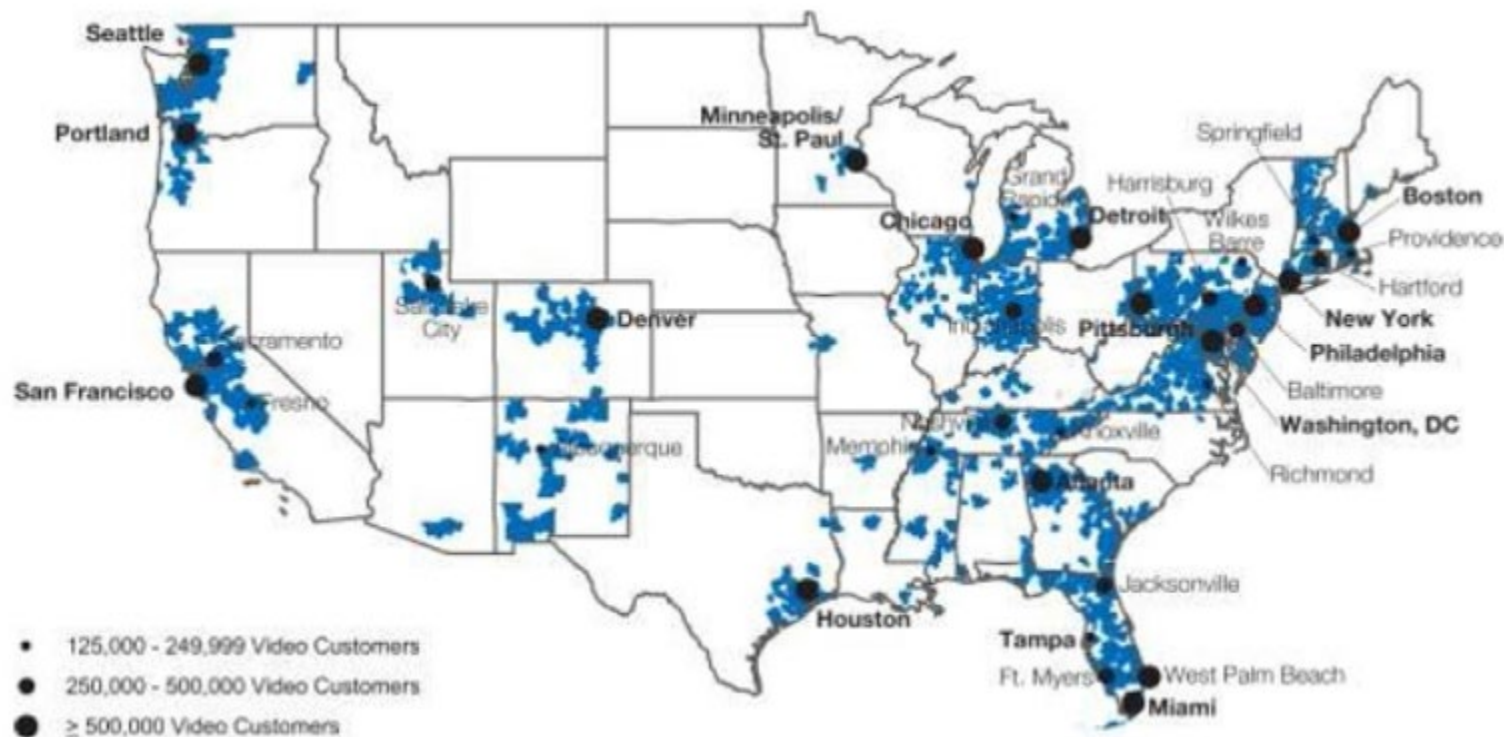 Seattle
Portland
Minneapolis/
St. Paul
Springfield
Grand
Rapids
Harrisburg
Boston
Chicago
Detroit
Wilkes
Barre
Providence
Hartford
Salt Lake
City
Denver
Indianapolis
Pittsburgh
New York
Philadelphia
Sacramento
San Francisco
Fresno
Baltimore
Washington, DC
Nashville
Knoxville
Memphis
Albuquerque
Richmond
Atlanta
Jacksonville
Houston
Tampa
Ft. Myers
West Palm Beach
Miami
125,000 - 249,999 Video Customers
250,000 - 500,000 Video Customers
≥ 500,000 Video Customers